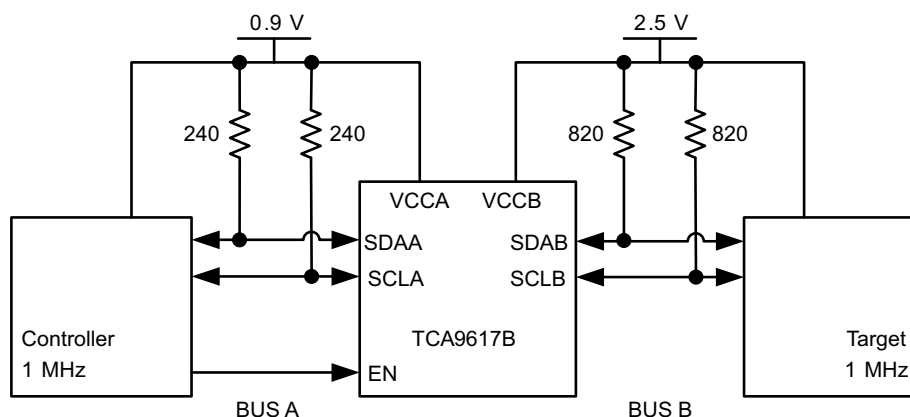 0.9 V
2.5 V
240
240
820
820
VCCA
VCCB
SDAA
SDAB
SCLA
SCLB
Controller
1 MHz
TCA9617B
Target
1 MHz
EN
BUS A
BUS B